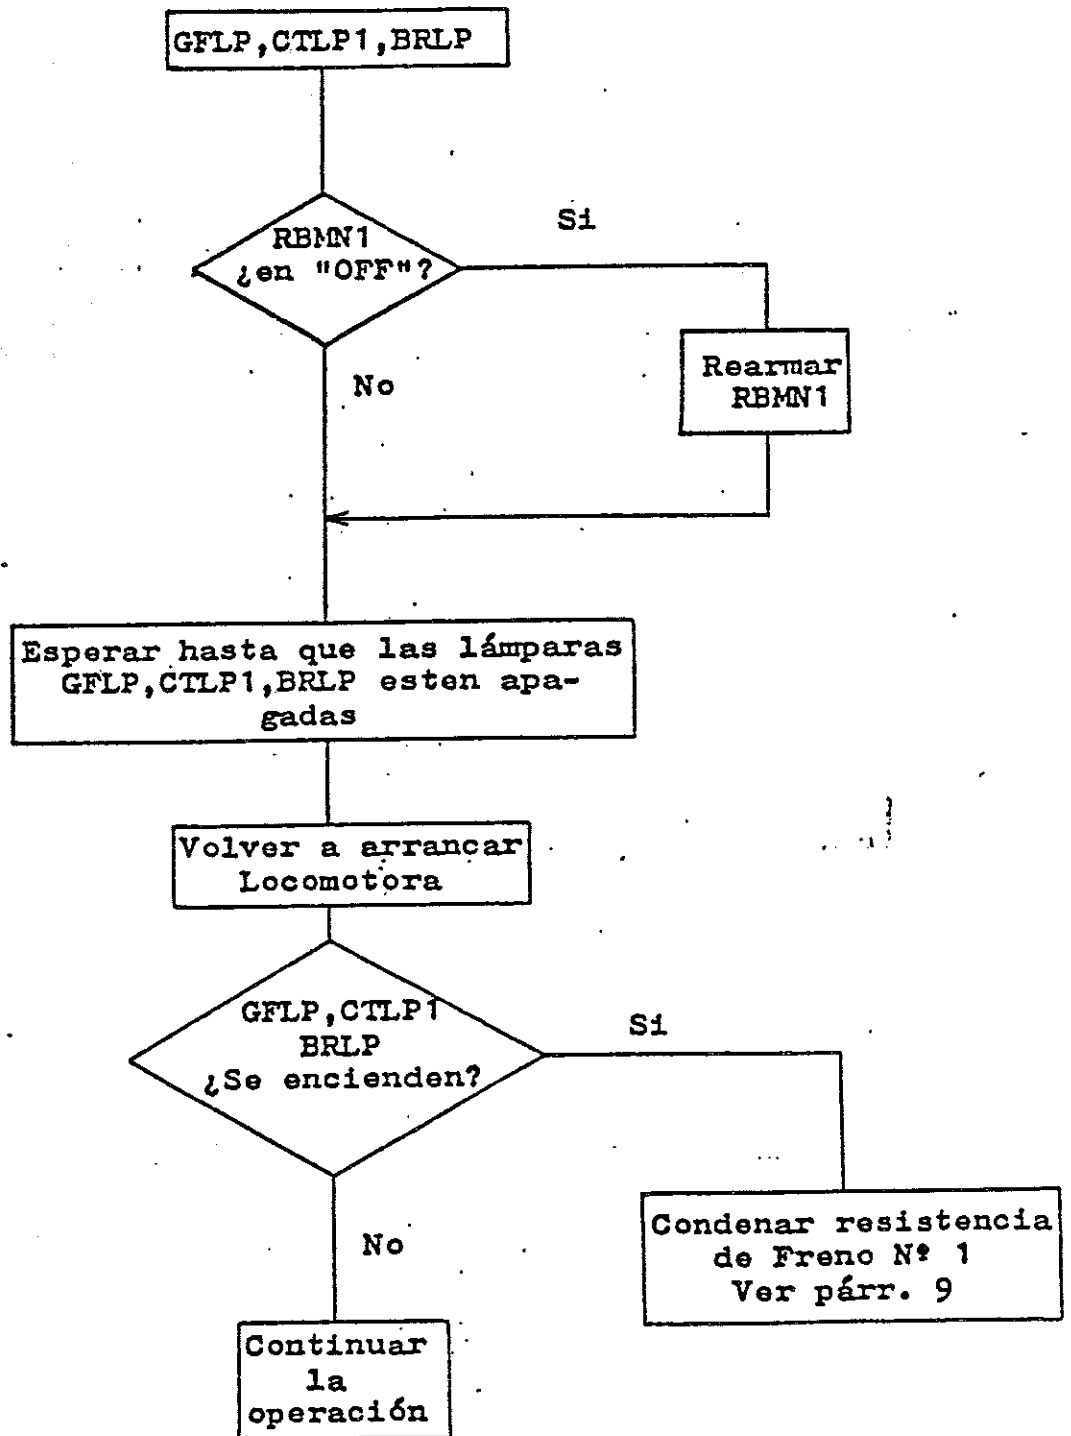 GFLP,CTLP1,BRLP
RBMN1
¿en "OFF"?
Si
No
Rearmar
RBMN1
Esperar hasta que las lámparas
GFLP,CTLP1,BRLP esten apa-
gadas
Volver a arrancar
Locomotora
GFLP,CTLP1
BRLP
¿Se encienden?
Si
No
Condenar resistencia
de Freno Nº 1
Ver párr. 9
Continuar
la
operación